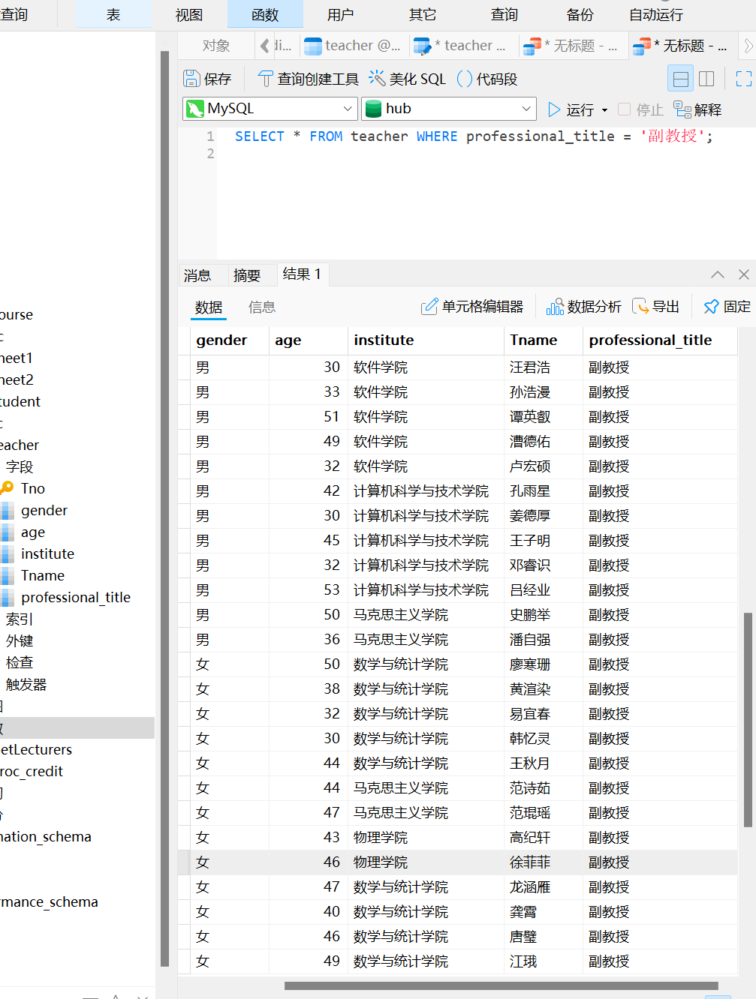 查询 表 视图 函数 用户 其它 查询 备份 自动运行
对象 di... teacher @... * teacher ... * 无标题 - ... * 无标题 - ...
保存 查询创建工具 美化 SQL () 代码段
MySQL hub 运行 停止 解释
1 SELECT * FROM teacher WHERE professional_title = '副教授';
2
消息 摘要 结果 1
数据 信息 单元格编辑器 数据分析 导出 固定
gender age institute Tname professional_title
男 30 软件学院 汪君浩 副教授
男 33 软件学院 孙浩漫 副教授
男 51 软件学院 谭英叡 副教授
男 49 软件学院 漕德佑 副教授
男 32 软件学院 卢宏硕 副教授
男 42 计算机科学与技术学院 孔雨星 副教授
男 30 计算机科学与技术学院 姜德厚 副教授
男 45 计算机科学与技术学院 王子明 副教授
男 32 计算机科学与技术学院 邓睿识 副教授
男 53 计算机科学与技术学院 吕经业 副教授
男 50 马克思主义学院 史鹏举 副教授
男 36 马克思主义学院 潘自强 副教授
女 50 数学与统计学院 廖寒珊 副教授
女 38 数学与统计学院 黄渲染 副教授
女 32 数学与统计学院 易宜春 副教授
女 30 数学与统计学院 韩忆灵 副教授
女 44 数学与统计学院 王秋月 副教授
女 44 马克思主义学院 范诗茹 副教授
女 47 马克思主义学院 范琨瑶 副教授
女 43 物理学院 高纪轩 副教授
女 46 物理学院 徐菲菲 副教授
女 47 数学与统计学院 龙涵雁 副教授
女 40 数学与统计学院 龚霄 副教授
女 46 数学与统计学院 唐璧 副教授
女 49 数学与统计学院 江珴 副教授
ourse
c
heet1
heet2
tudent
c
eacher
字段
Tno
gender
age
institute
Tname
professional_title
索引
外键
检查
触发器
etLecturers
roc_credit
mation_schema
rmance_schema